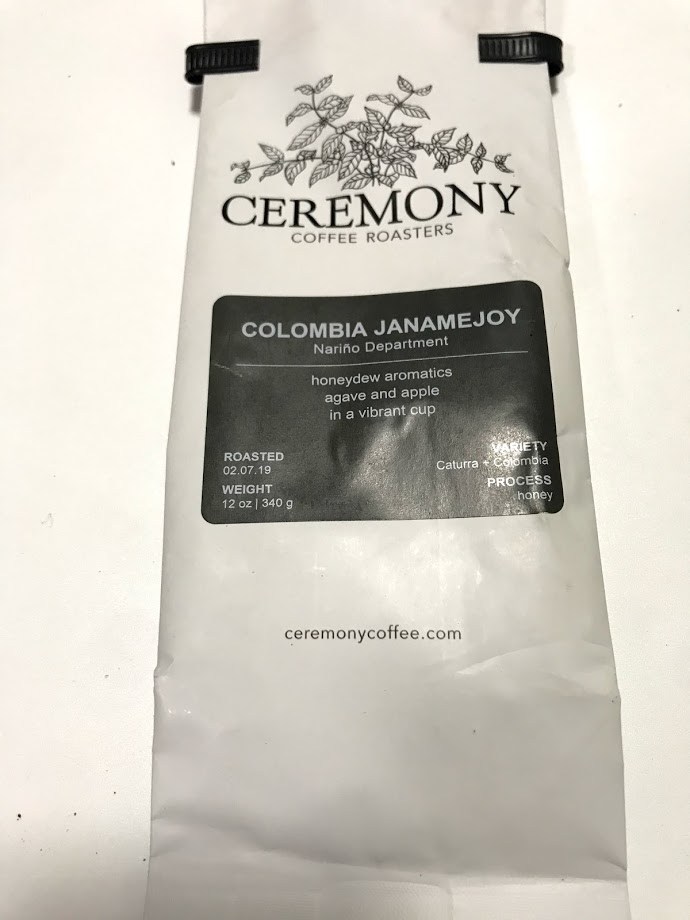 CEREMONY
COFFEE ROASTERS
COLOMBIA JANAMEJOY
Nariño Department
honeydew aromatics
agave and apple
in a vibrant cup
ROASTED
02.07.19
WEIGHT
12 oz | 340 g
VARIETY
Caturra + Colombia
PROCESS
honey
ceremonycoffee.com